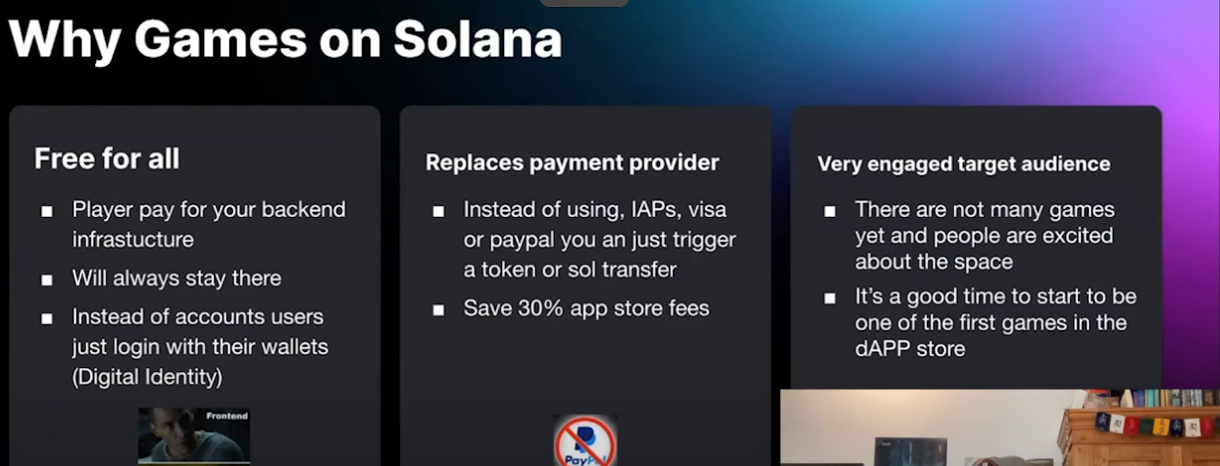 Why Games on Solana
Free for all
▪ Player pay for your backend
infrastucture
▪ Will always stay there
▪ Instead of accounts users
just login with their wallets
(Digital Identity)
Frontend
Replaces payment provider
▪ Instead of using, IAPs, visa
or paypal you an just trigger
a token or sol transfer
▪ Save 30% app store fees
PayPal
Very engaged target audience
▪ There are not many games
yet and people are excited
about the space
▪ It's a good time to start to be
one of the first games in the
dAPP store